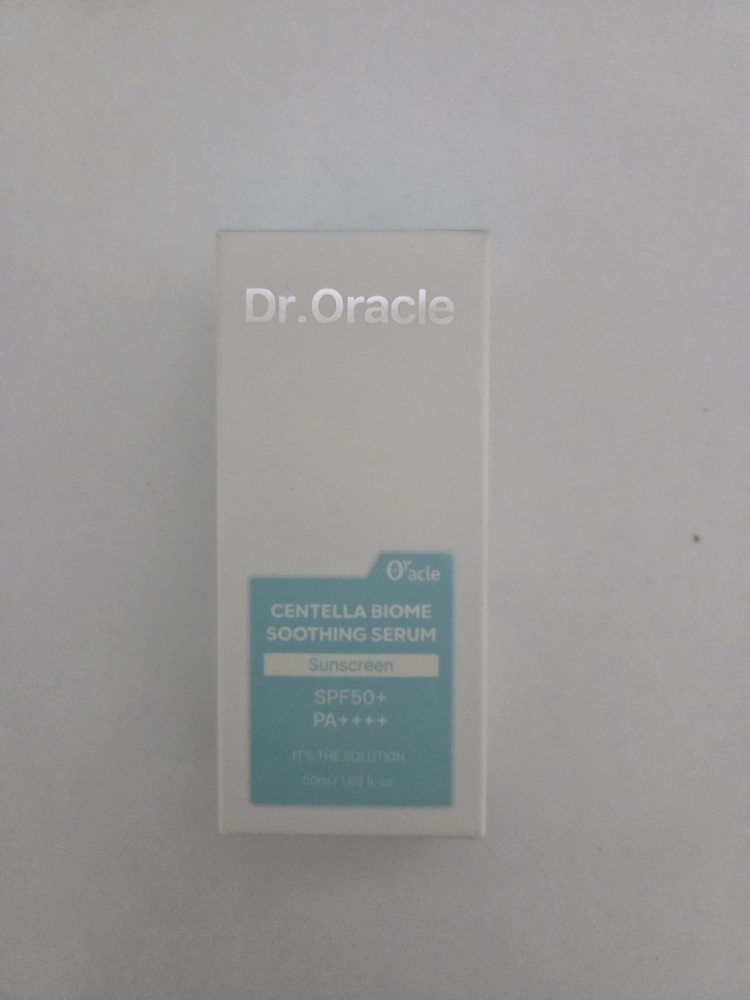 Dr.Oracle
Oracle
CENTELLA BIOME
SOOTHING SERUM
Sunscreen
SPF50+
PA++++
IT'S THE SOLUTION
50ml / 1.69 fl. oz.